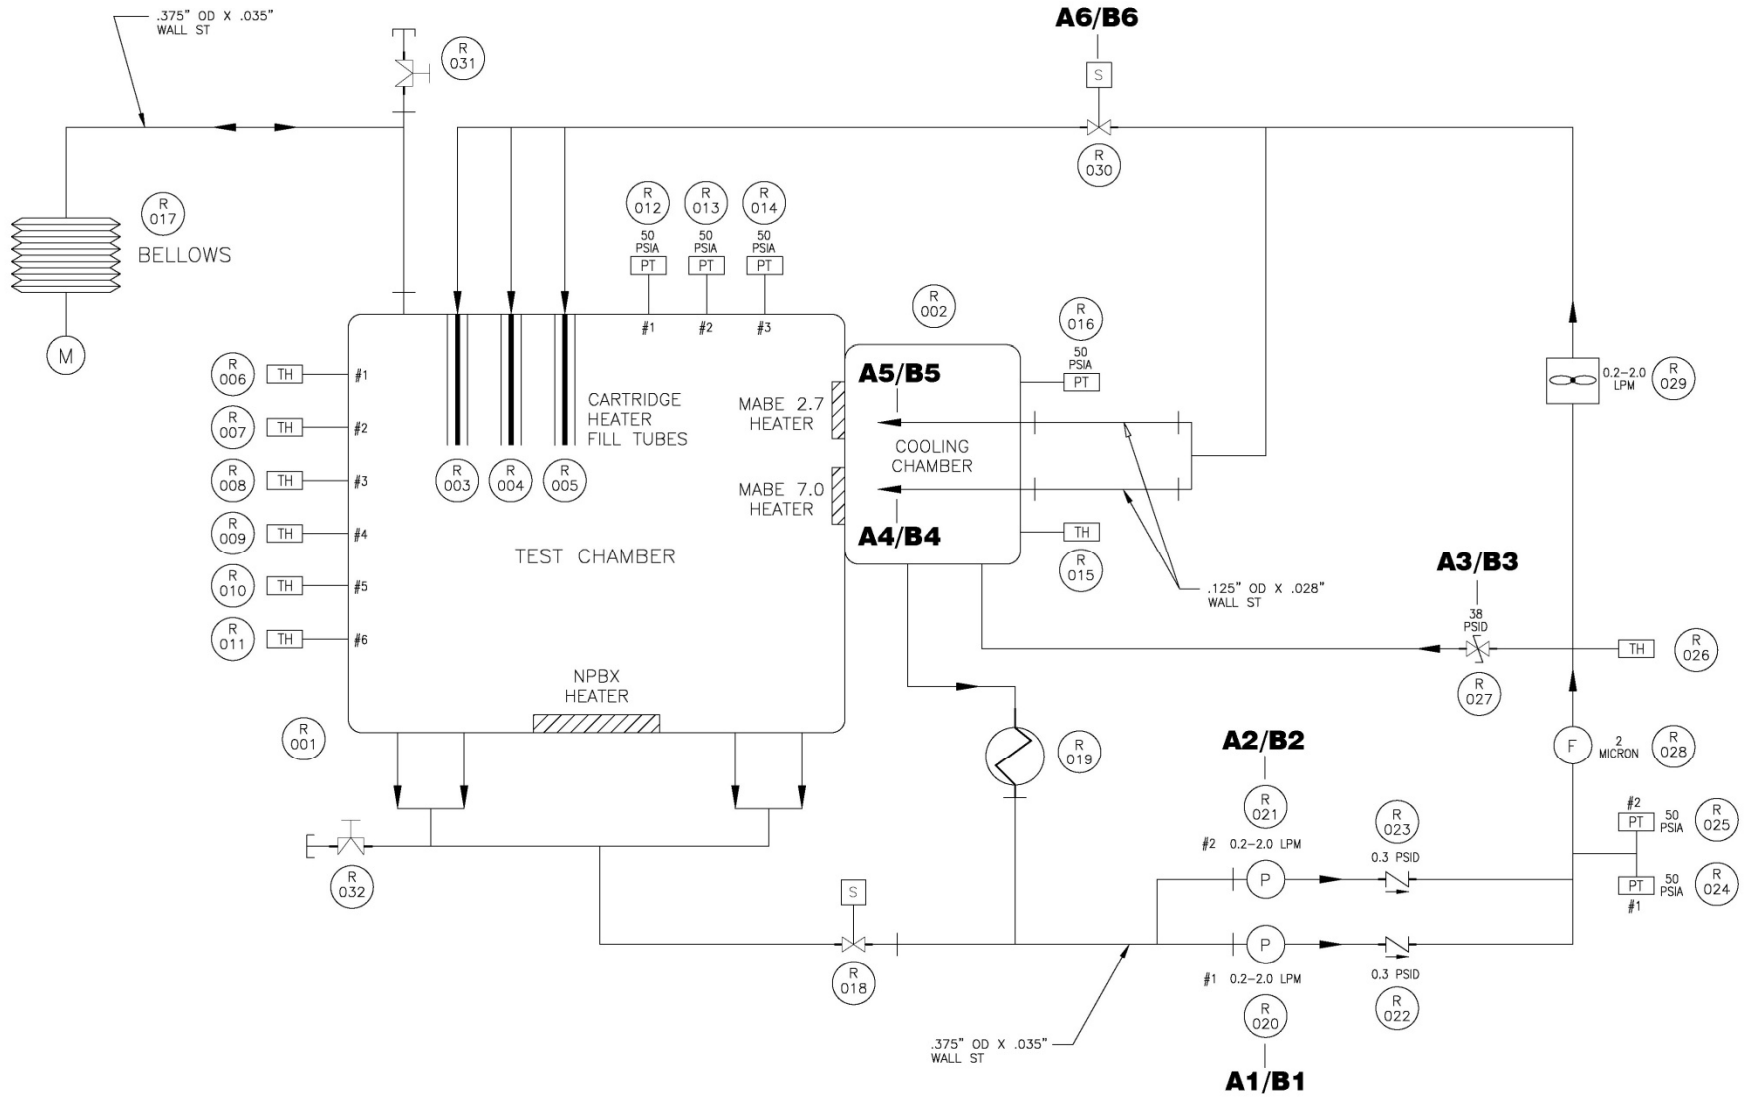 .375" OD X .035"
WALL ST
R
031
A6/B6
S
R
030
R
017
BELLOWS
M
R
012
R
013
R
014
50
PSIA
50
PSIA
50
PSIA
PT
PT
PT
#1
#2
#3
R
002
R
016
50
PSIA
PT
R
006
TH
#1
R
007
TH
#2
R
008
TH
#3
R
009
TH
#4
R
010
TH
#5
R
011
TH
#6
CARTRIDGE
HEATER
FILL TUBES
R
003
R
004
R
005
MABE 2.7
HEATER
MABE 7.0
HEATER
TEST CHAMBER
A5/B5
COOLING
CHAMBER
A4/B4
TH
R
015
.125" OD X .028"
WALL ST
0.2-2.0
LPM
R
029
A3/B3
38
PSID
R
027
TH
R
026
NPBX
HEATER
R
001
R
019
F
2
MICRON
R
028
A2/B2
R
021
#2 0.2-2.0 LPM
P
R
023
0.3 PSID
#2
PT
50
PSIA
R
025
PT
50
PSIA
R
024
#1
R
032
S
R
018
P
#1 0.2-2.0 LPM
0.3 PSID
R
022
R
020
.375" OD X .035"
WALL ST
A1/B1